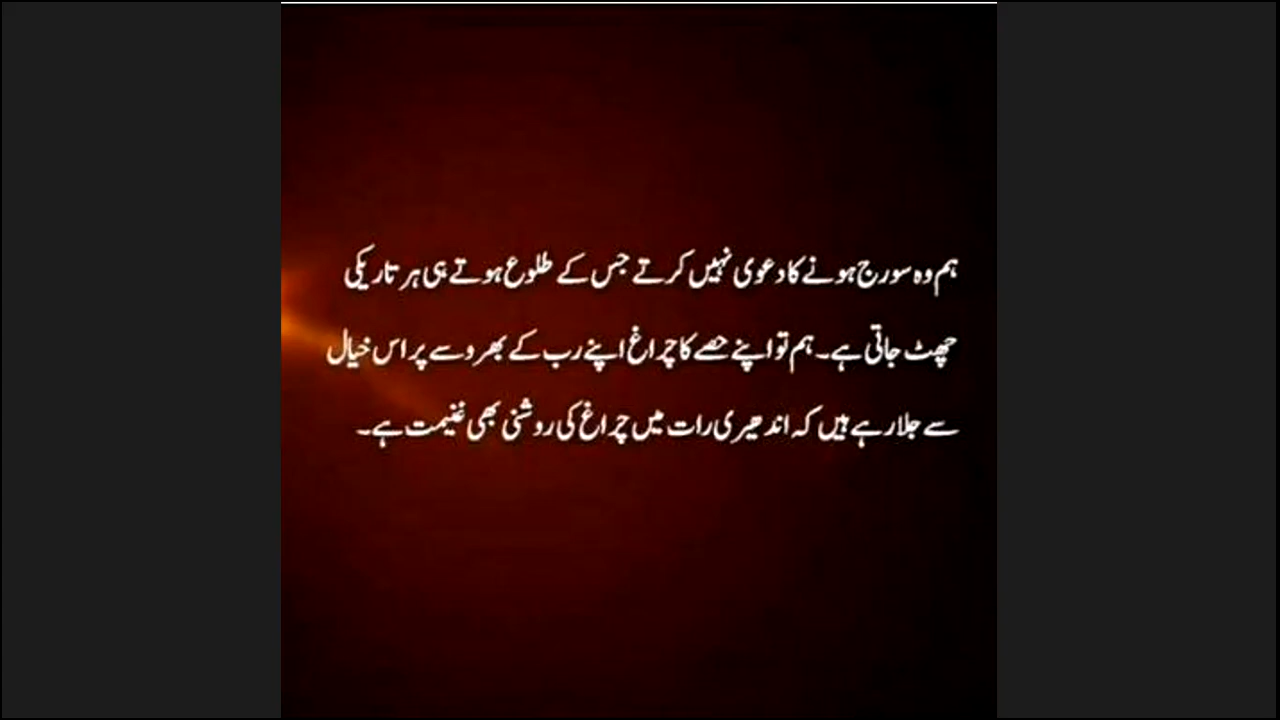 ہم وہ سورج ہونے کا دعوی نہیں کرتے جس کے طلوع ہوتے ہی ہر تاریکی
چھٹ جاتی ہے۔ ہم تو اپنے حصے کا چراغ اپنے رب کے بھروسے پر اس خیال
سے جلا رہے ہیں کہ اندھیری رات میں چراغ کی روشنی بھی غنیمت ہے۔